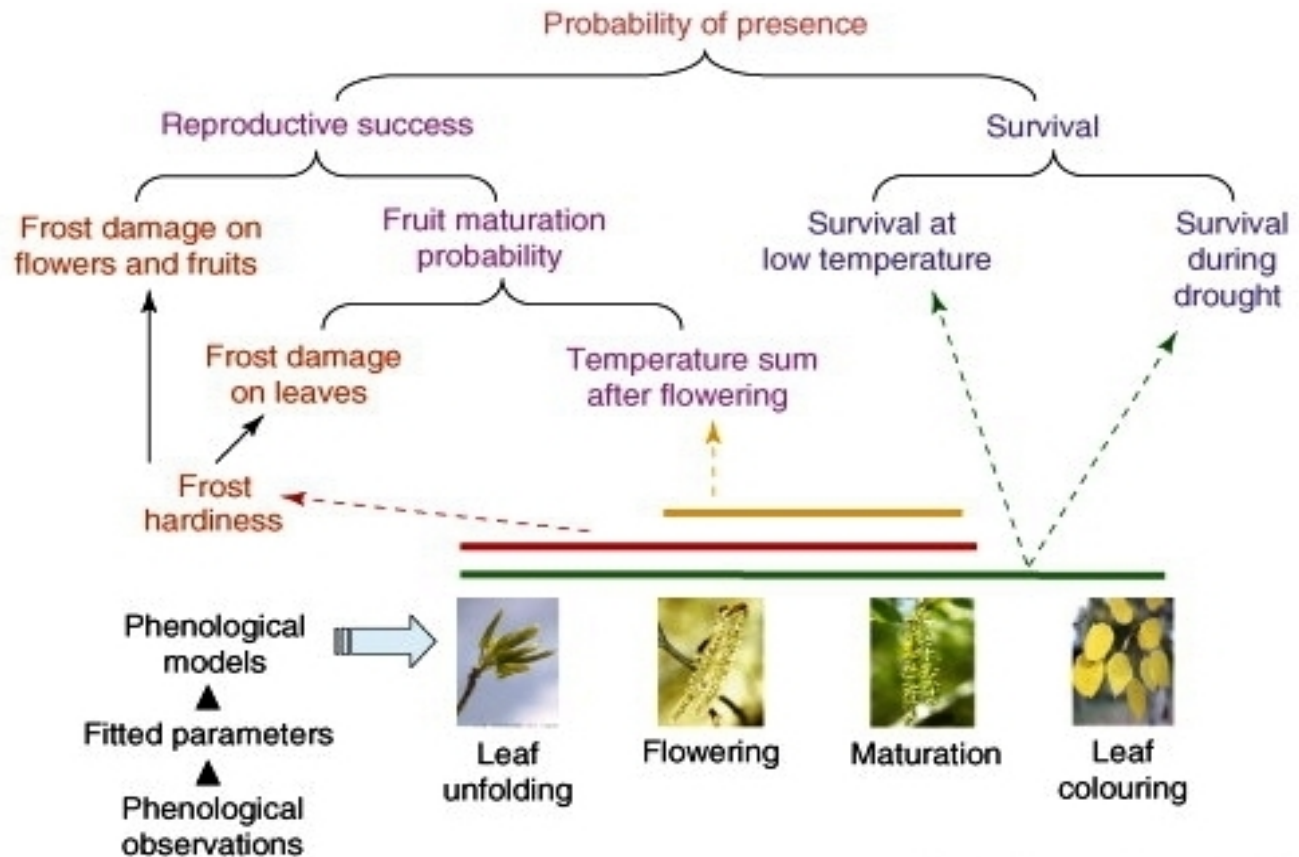 Probability of presence
Reproductive success
Survival
Frost damage on
flowers and fruits
Fruit maturation
probability
Survival at
low temperature
Survival
during
drought
Frost damage
on leaves
Temperature sum
after flowering
Frost
hardiness
Phenological
models
Fitted parameters
Phenological
observations
Leaf
unfolding
Flowering
Maturation
Leaf
colouring